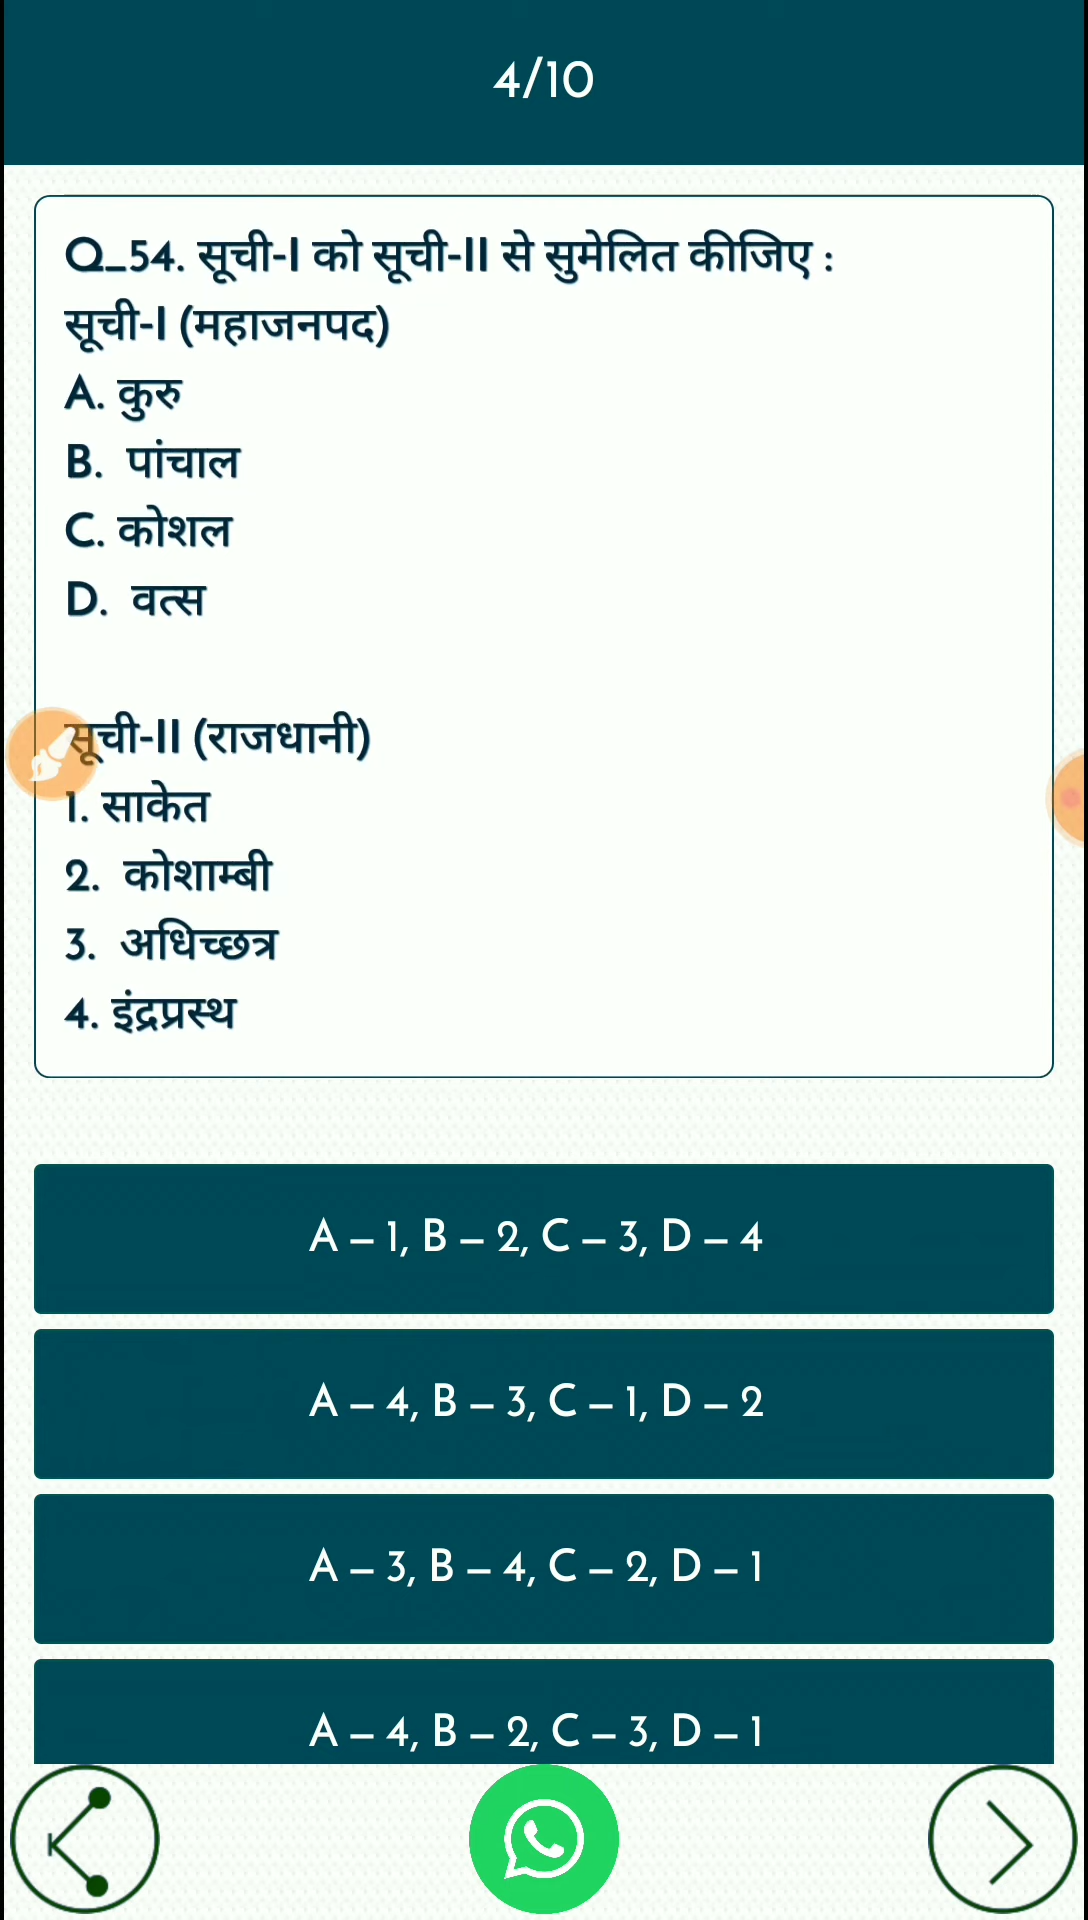 4/10
Q_54. सूची-I को सूची-II से सुमेलित कीजिए :
सूची-I (महाजनपद)
A. कुरु
B. पांचाल
C. कोशल
D. वत्स
सूची-II (राजधानी)
1. साकेत
2. कोशाम्बी
3. अधिच्छत्र
4. इंद्रप्रस्थ
A – 1, B – 2, C – 3, D – 4
A – 4, B – 3, C – 1, D – 2
A – 3, B – 4, C – 2, D – 1
A – 4, B – 2, C – 3, D – 1